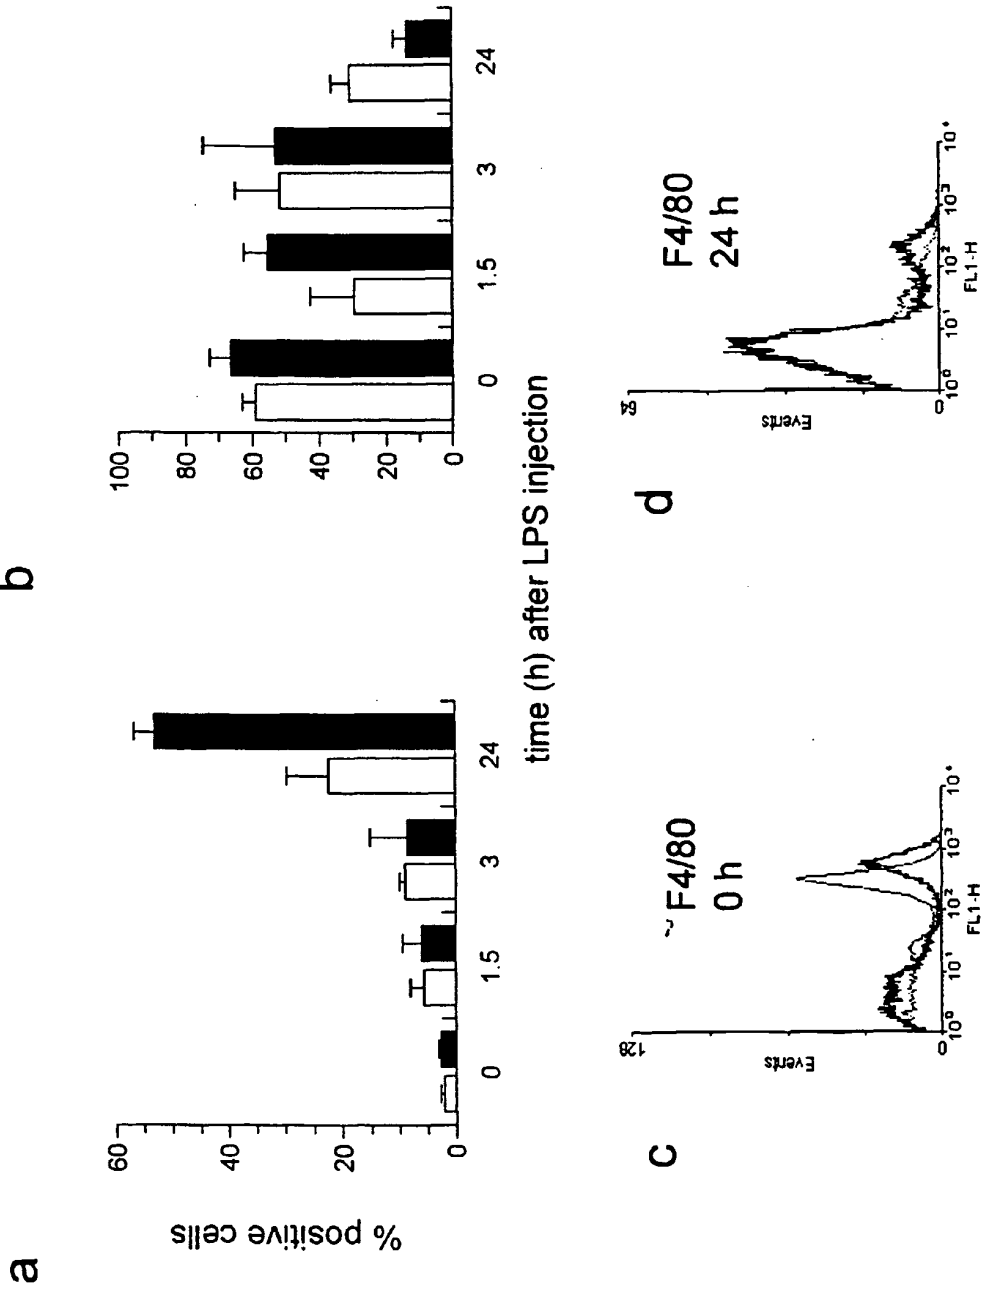 a
% positive cells
60
40
20
0
0 1.5 3 24
b
100
80
60
40
20
0
0 1.5 3 24
time (h) after LPS injection
c
F4/80
0 h
128
Events
0
10⁰ 10¹ 10² 10³ 10⁴
FL1-H
d
F4/80
24 h
64
Events
0
10⁰ 10¹ 10² 10³ 10⁴
FL1-H